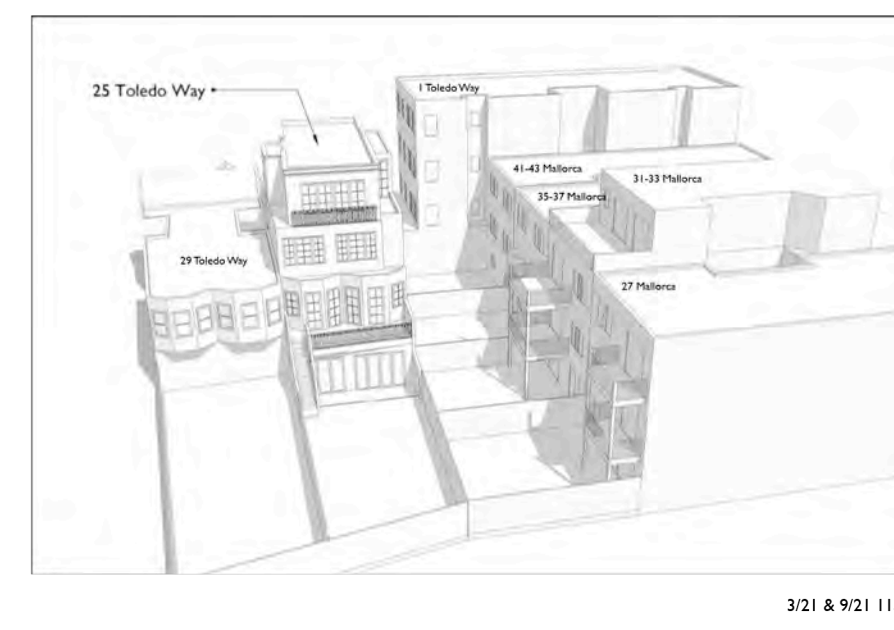 25 Toledo Way
1 Toledo Way
41-43 Mallorca
31-33 Mallorca
35-37 Mallorca
29 Toledo Way
27 Mallorca
3/21 & 9/21 11